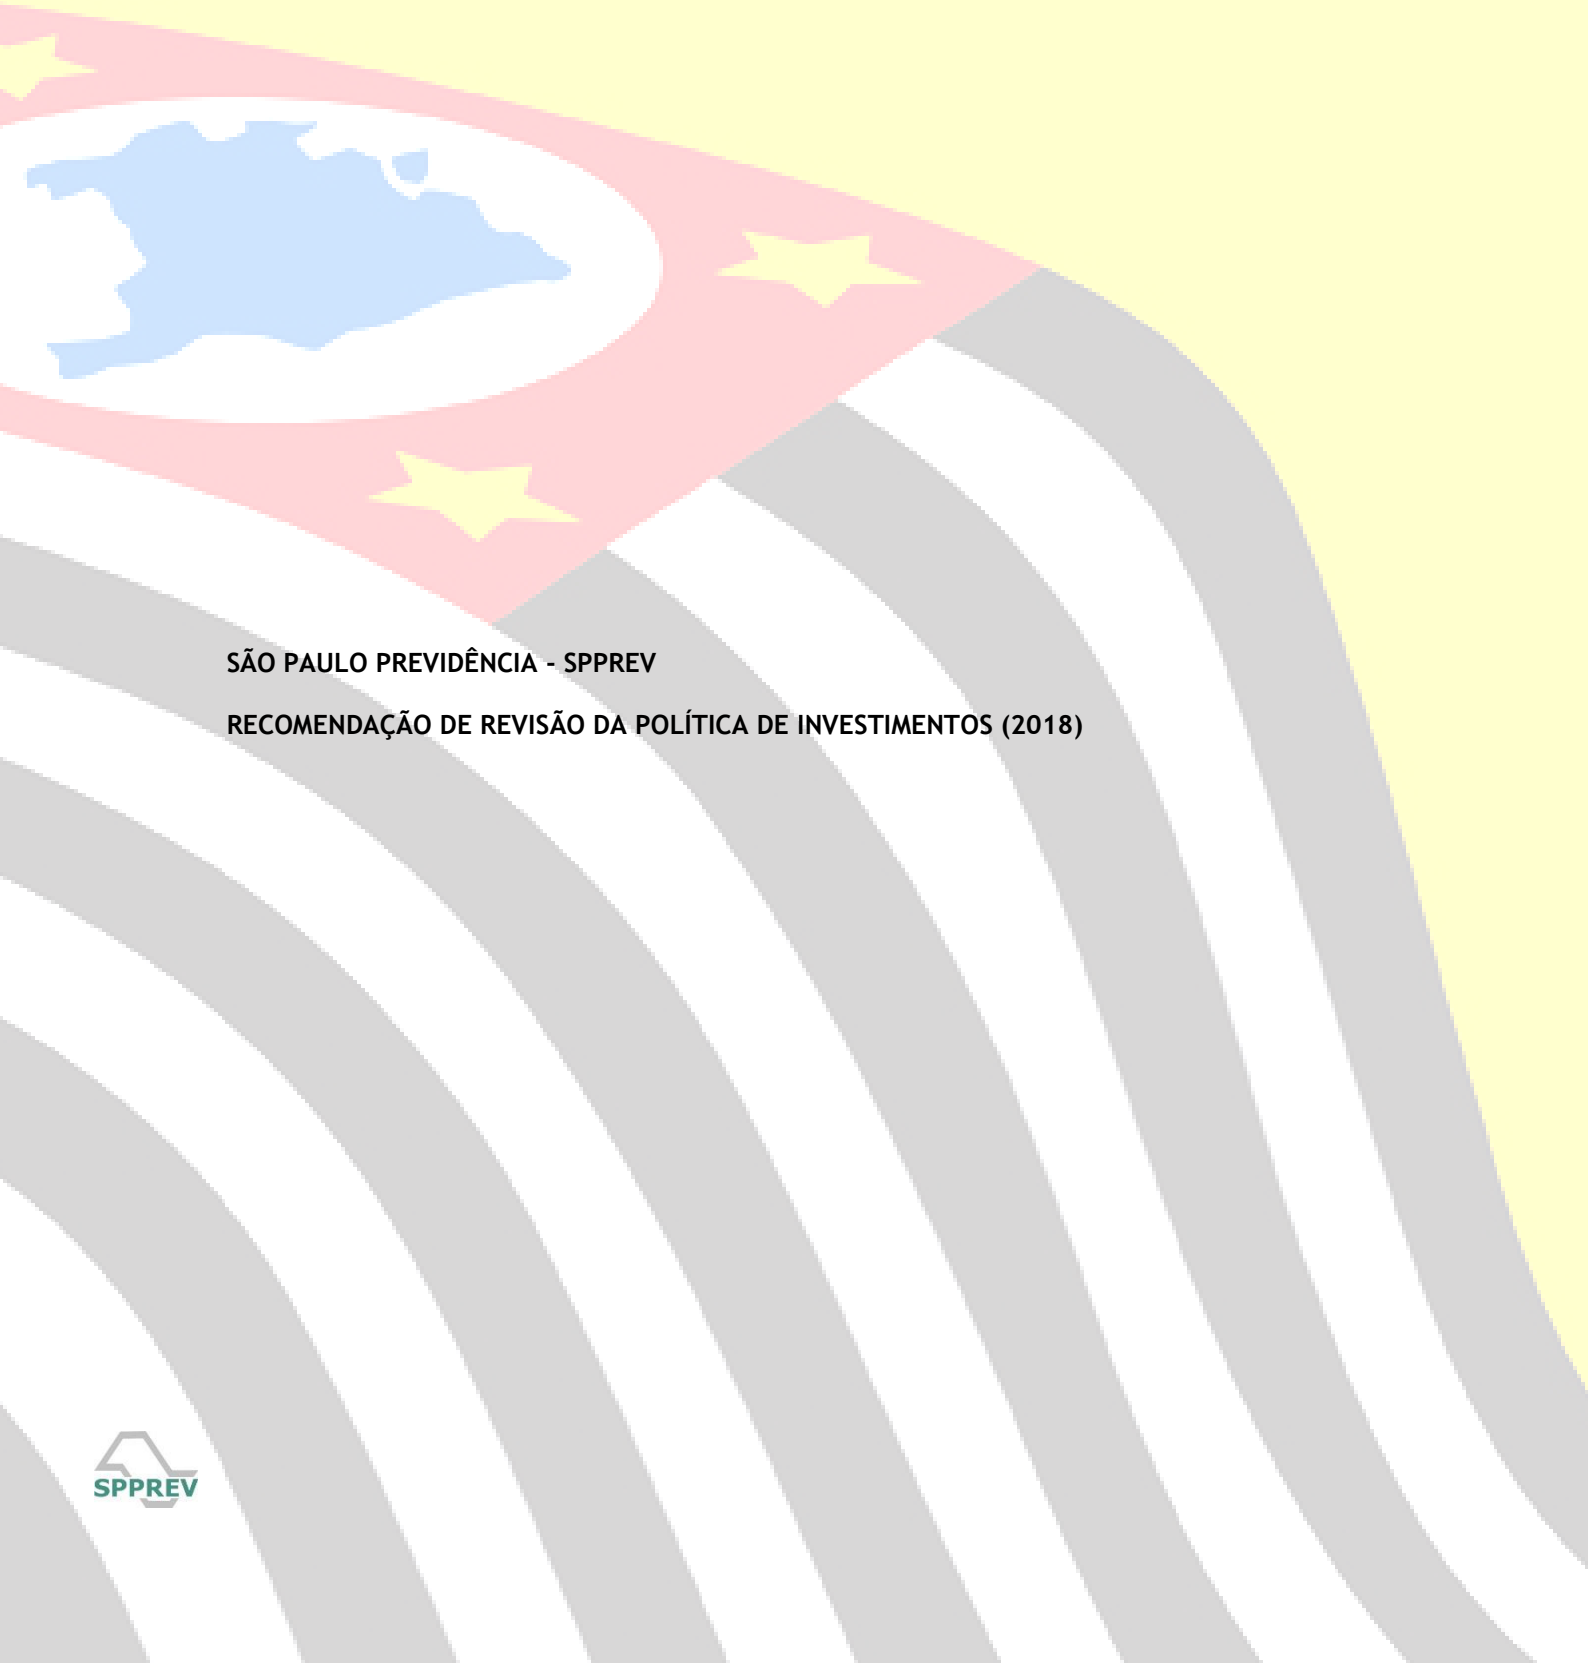 SÃO PAULO PREVIDÊNCIA - SPPREV
RECOMENDAÇÃO DE REVISÃO DA POLÍTICA DE INVESTIMENTOS (2018)
SPPREV